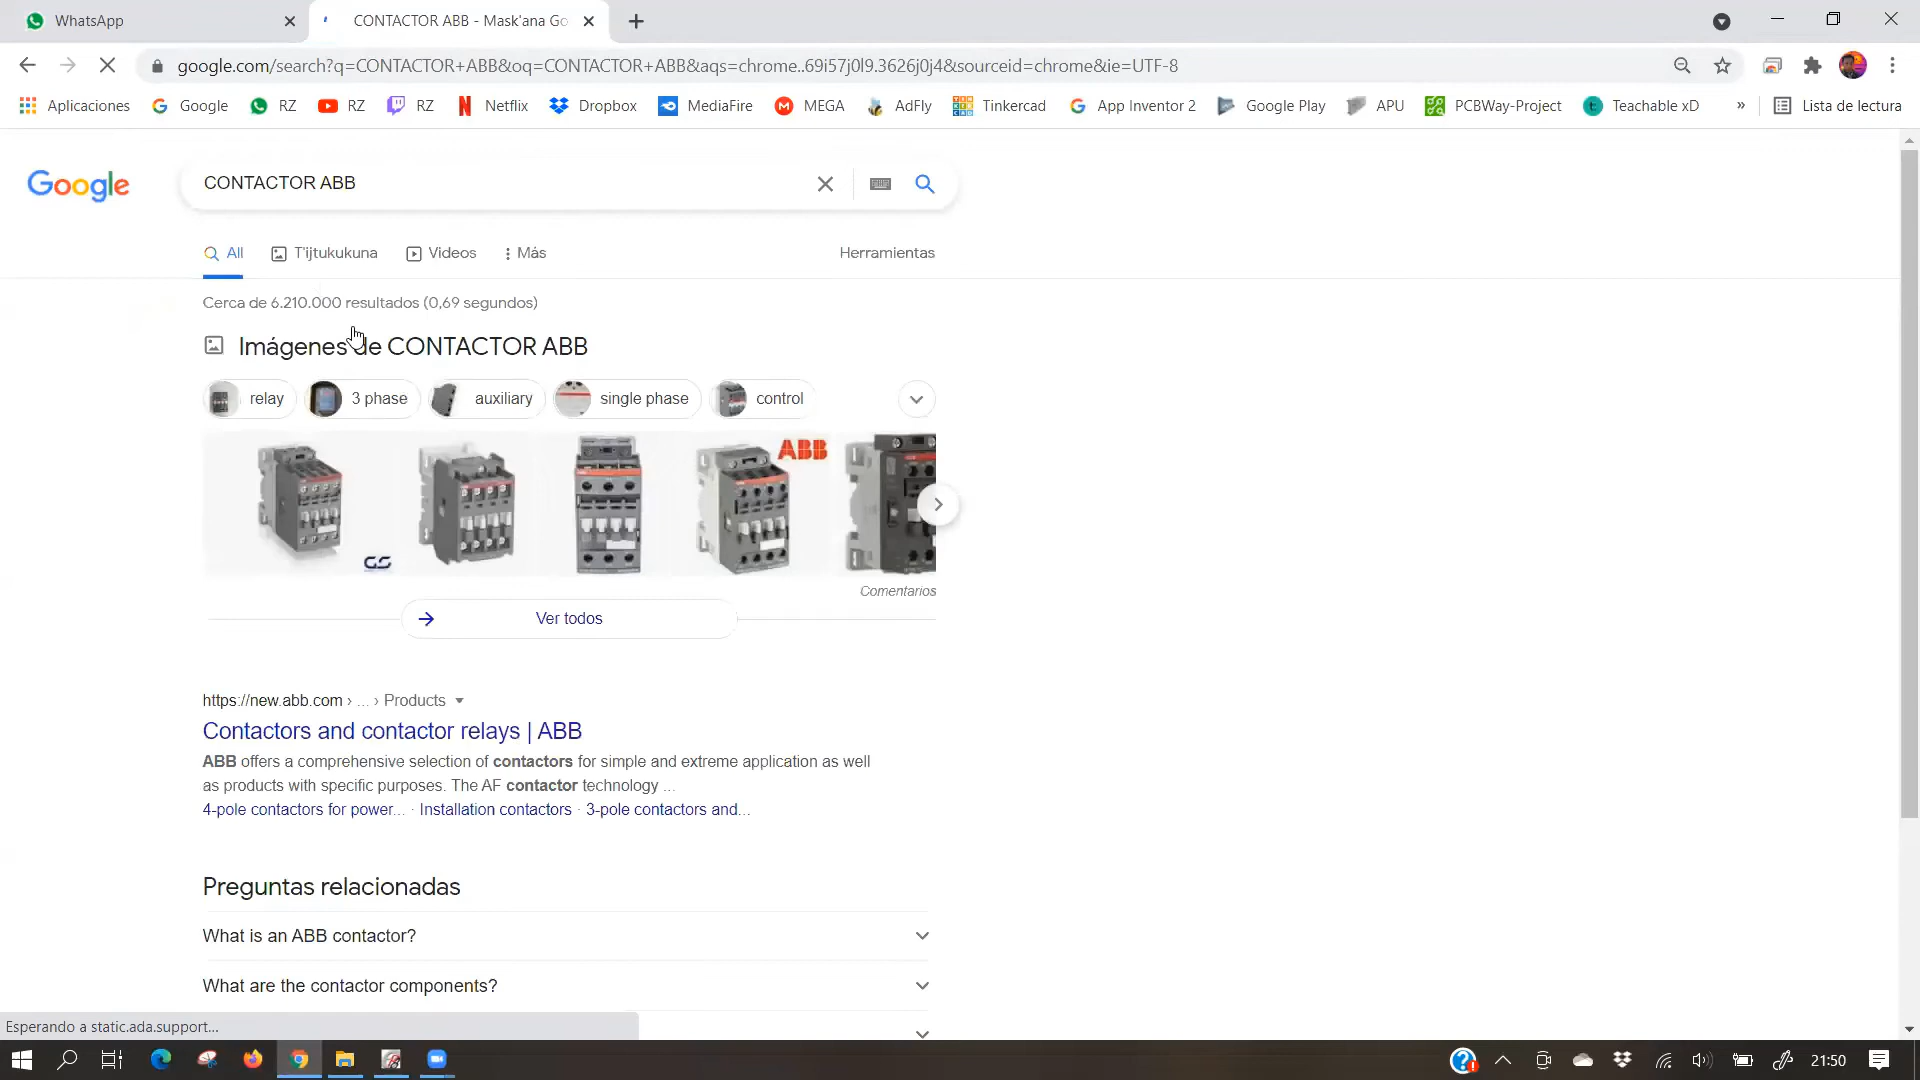 WhatsApp
CONTACTOR ABB - Mask'ana Go
google.com/search?q=CONTACTOR+ABB&oq=CONTACTOR+ABB&aqs=chrome..69i57j0l9.3626j0j4&sourceid=chrome&ie=UTF-8
Aplicaciones Google RZ RZ RZ Netflix Dropbox MediaFire MEGA AdFly Tinkercad App Inventor 2 Google Play APU PCBWay-Project Teachable xD » Lista de lectura
Google
CONTACTOR ABB
All T'ijtukukuna Videos Más Herramientas
Cerca de 6.210.000 resultados (0,69 segundos)
Imágenes de CONTACTOR ABB
relay 3 phase auxiliary single phase control
ABB
GS
Comentarios
Ver todos
https://new.abb.com › ... › Products
Contactors and contactor relays | ABB
ABB offers a comprehensive selection of contactors for simple and extreme application as well
as products with specific purposes. The AF contactor technology ...
4-pole contactors for power... · Installation contactors · 3-pole contactors and...
Preguntas relacionadas
What is an ABB contactor?
What are the contactor components?
Esperando a static.ada.support...
21:50